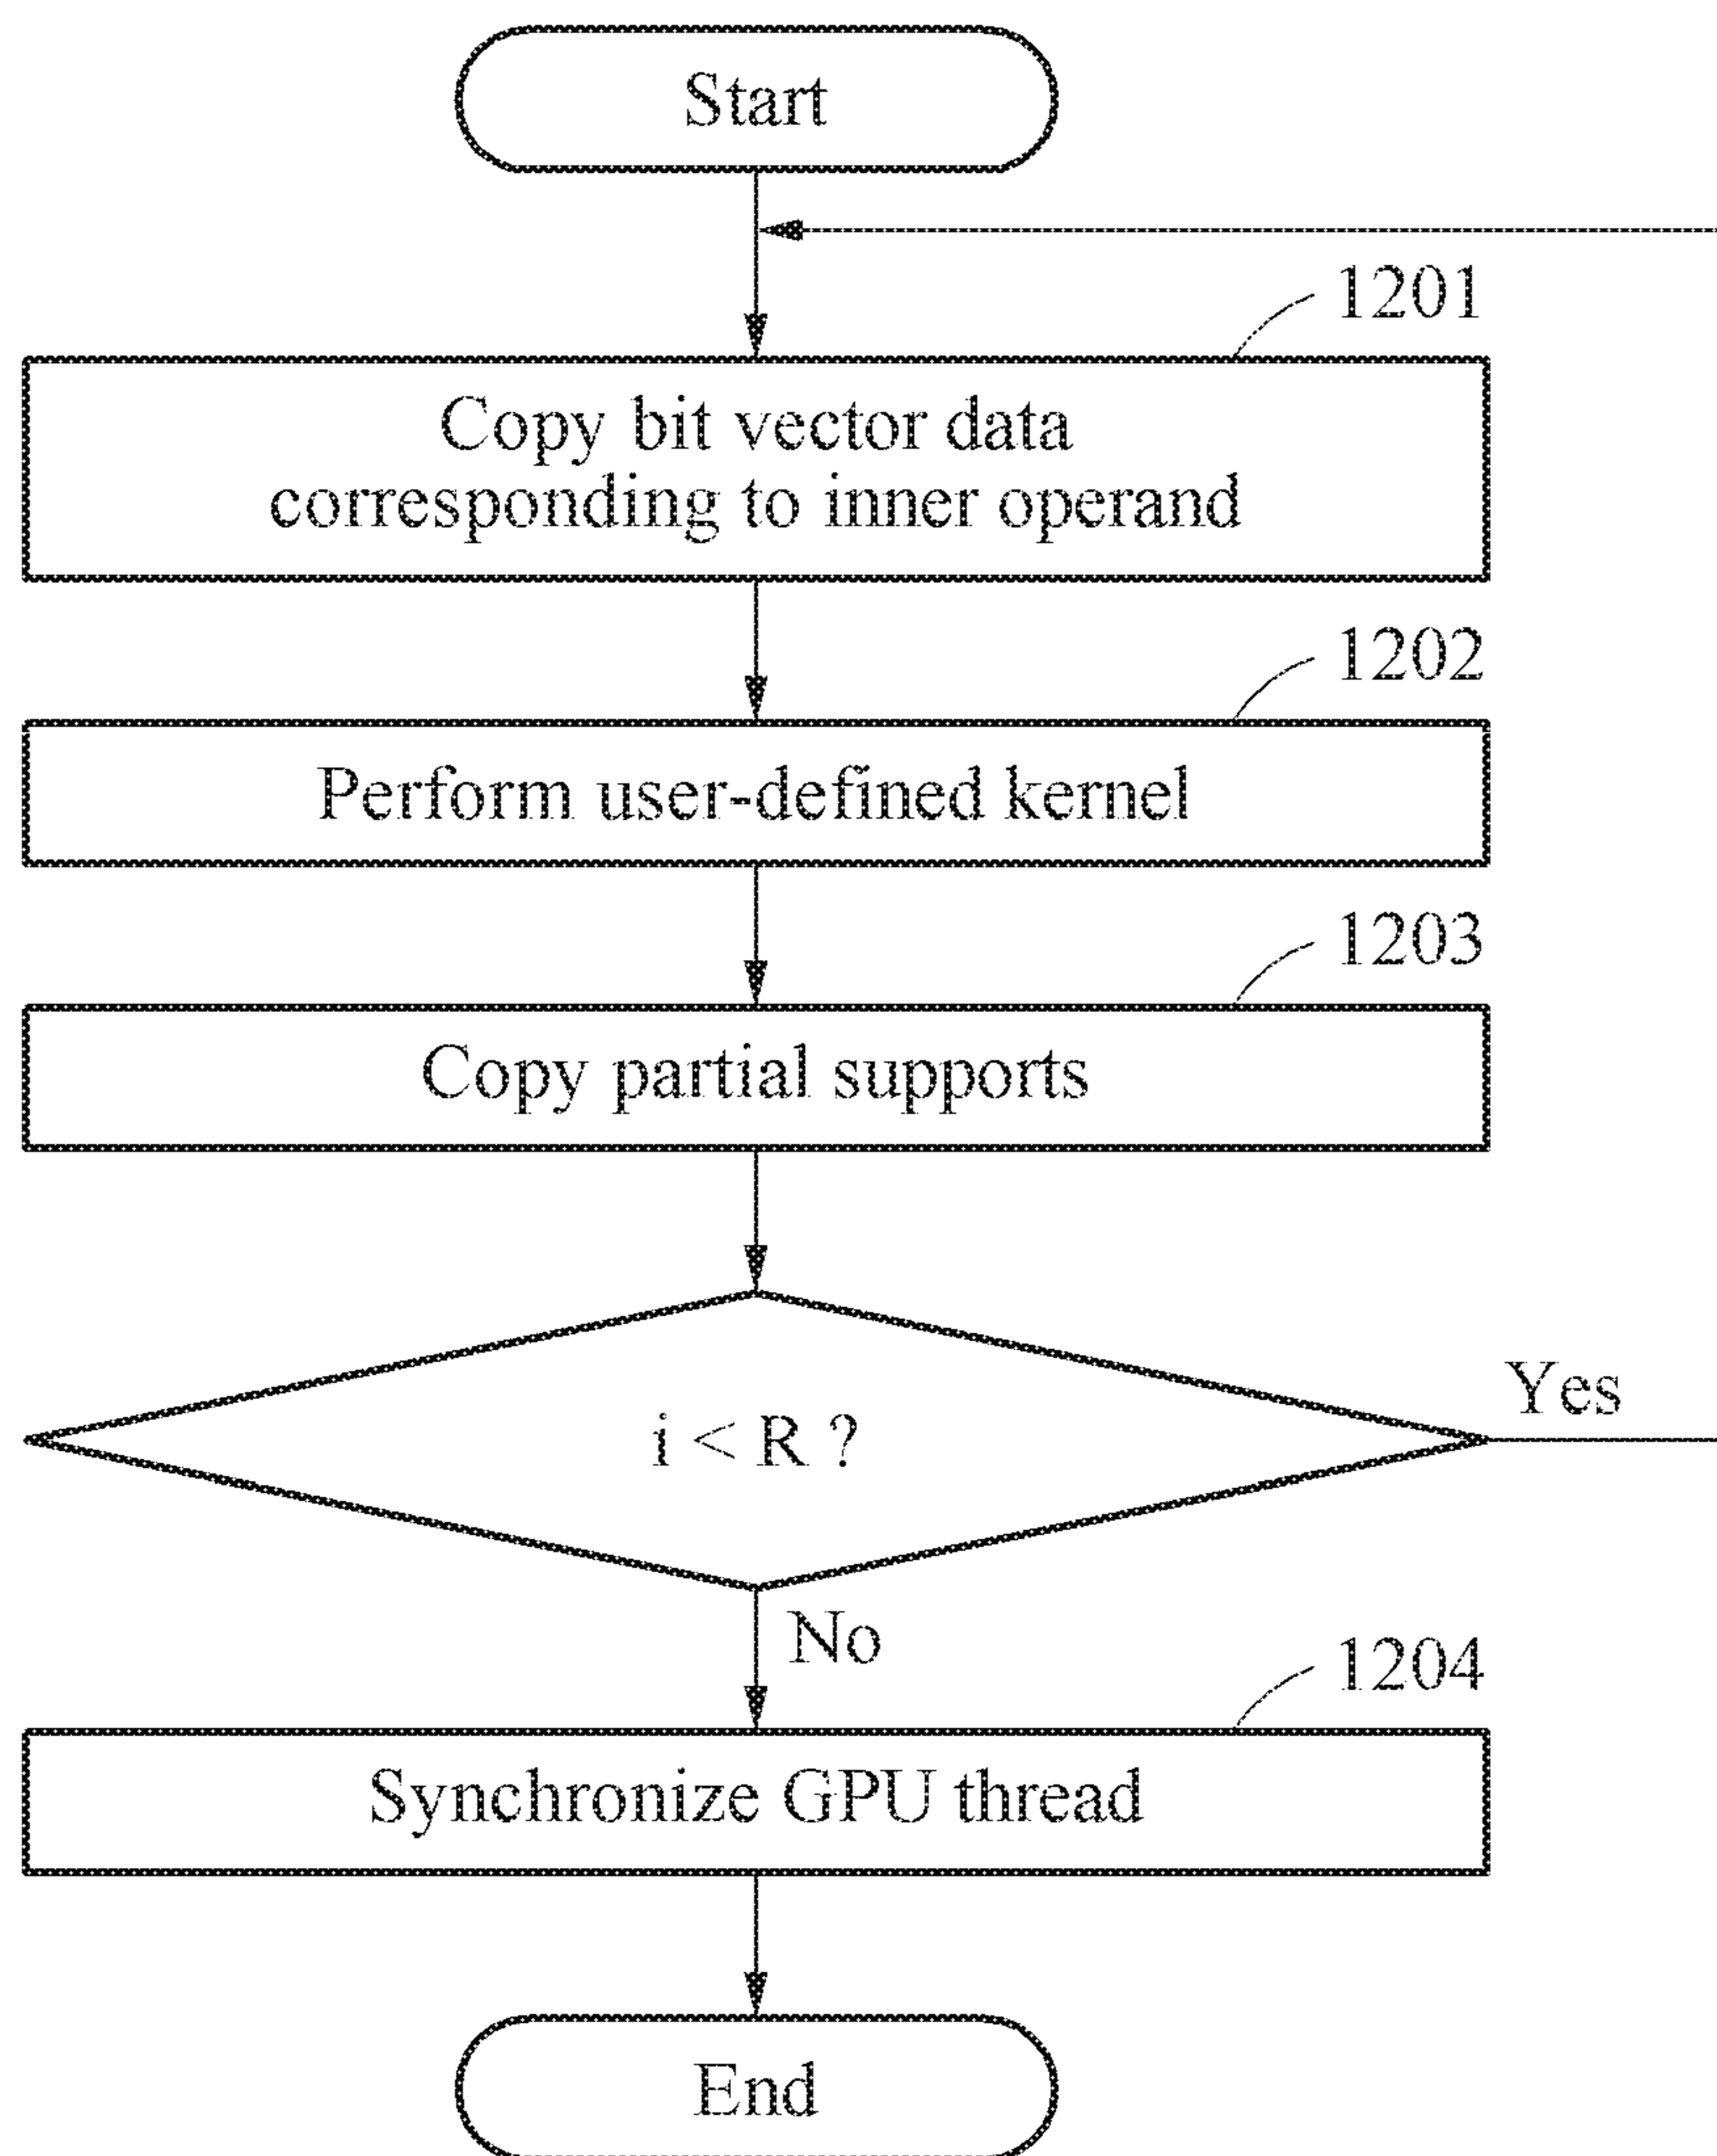 Start
1201
Copy bit vector data
corresponding to inner operand
1202
Perform user-defined kernel
1203
Copy partial supports
i < R ?
Yes
No
1204
Synchronize GPU thread
End